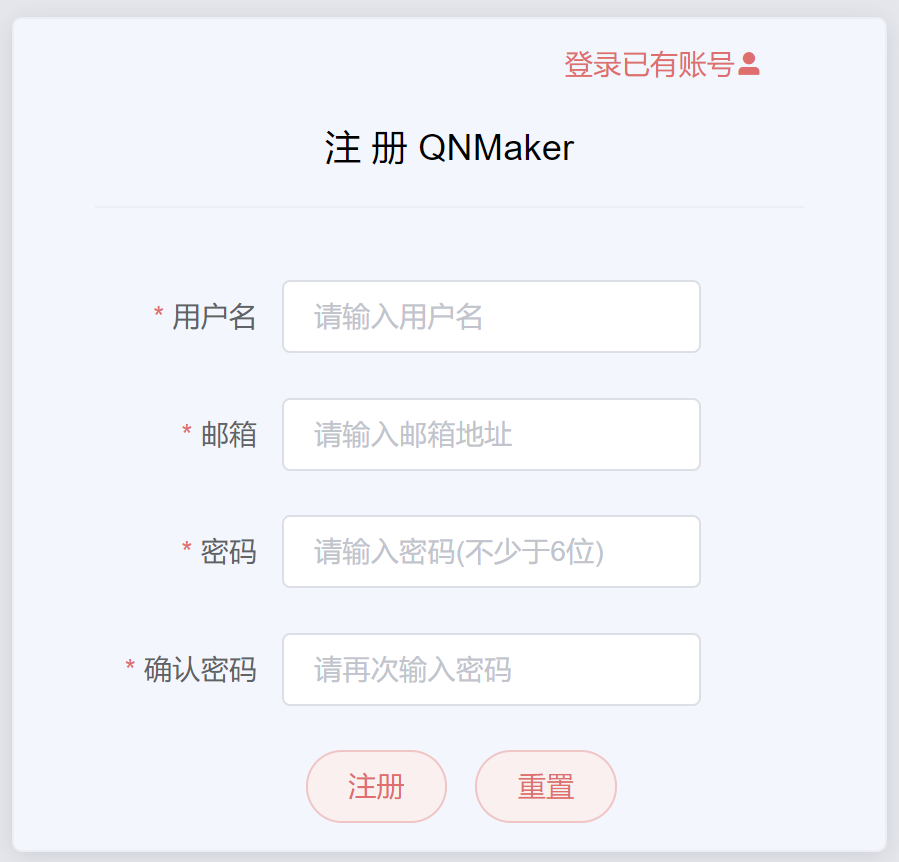 登录已有账号
注 册 QNMaker
* 用户名 请输入用户名
* 邮箱 请输入邮箱地址
* 密码 请输入密码(不少于6位)
* 确认密码 请再次输入密码
注册 重置